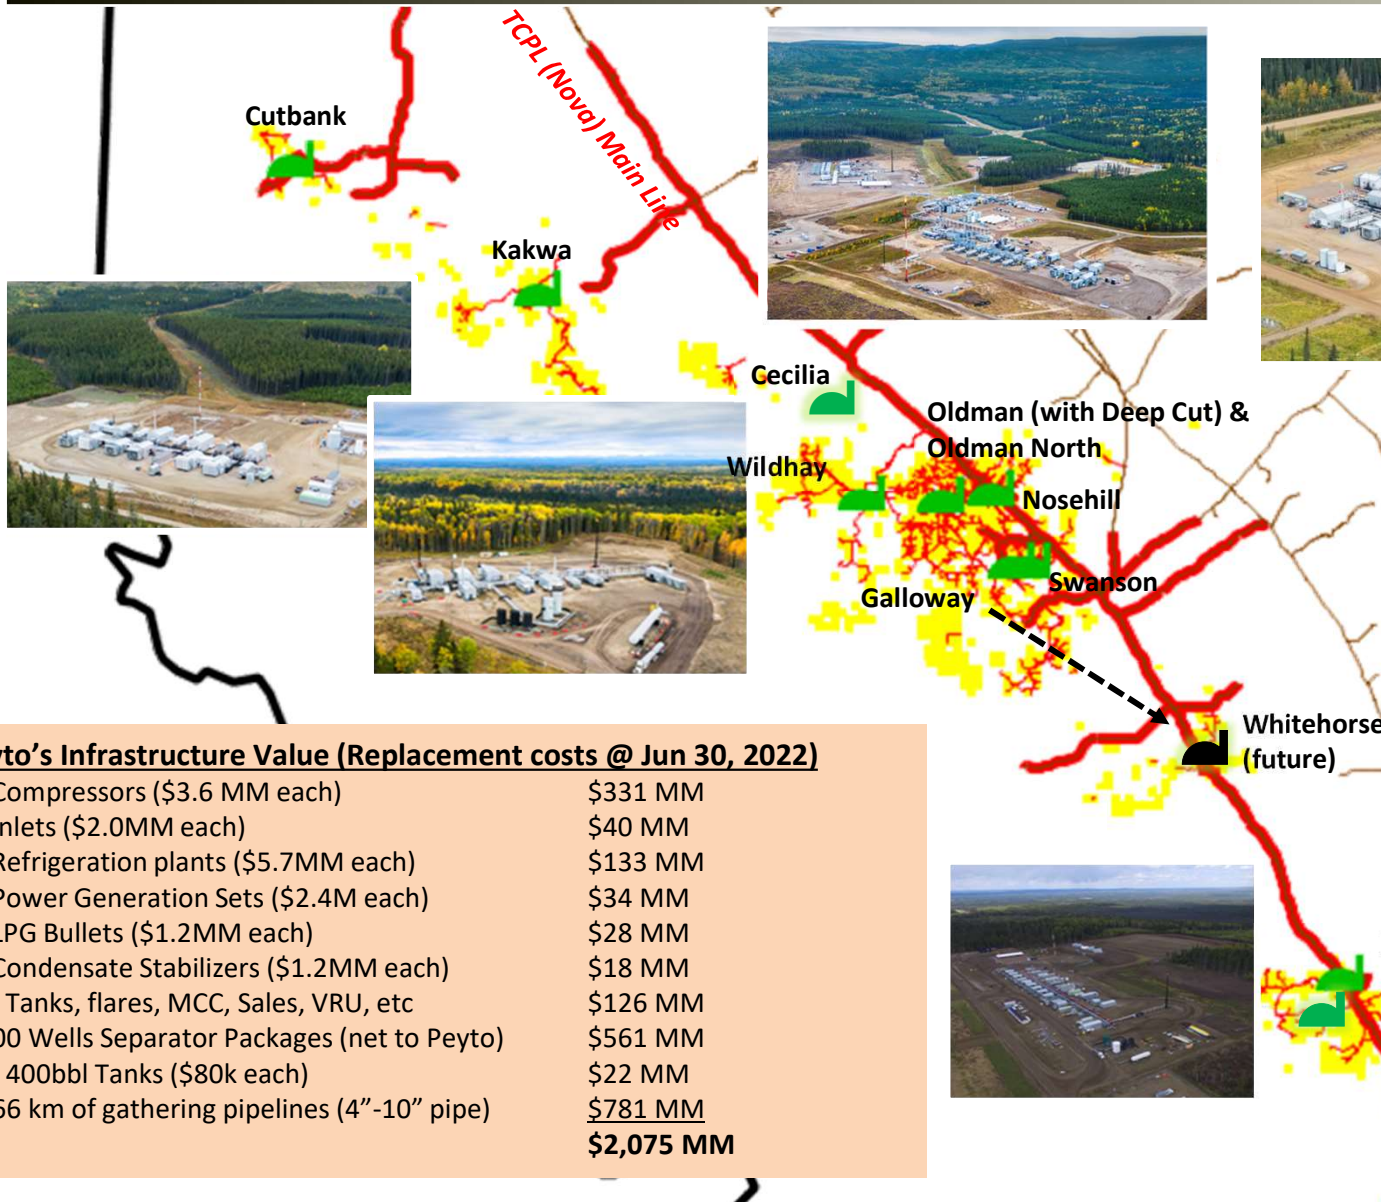 TCPL (Nova) Main Line
Cutbank
Kakwa
Cecilia
Oldman (with Deep Cut) &
Oldman North
Wildhay
Nosehill
Swanson
Galloway
Whitehorse
(future)
yto's Infrastructure Value (Replacement costs @ Jun 30, 2022)
Compressors ($3.6 MM each) $331 MM
nlets ($2.0MM each) $40 MM
Refrigeration plants ($5.7MM each) $133 MM
Power Generation Sets ($2.4M each) $34 MM
LPG Bullets ($1.2MM each) $28 MM
Condensate Stabilizers ($1.2MM each) $18 MM
Tanks, flares, MCC, Sales, VRU, etc $126 MM
00 Wells Separator Packages (net to Peyto) $561 MM
400bbl Tanks ($80k each) $22 MM
66 km of gathering pipelines (4”-10” pipe) $781 MM
$2,075 MM